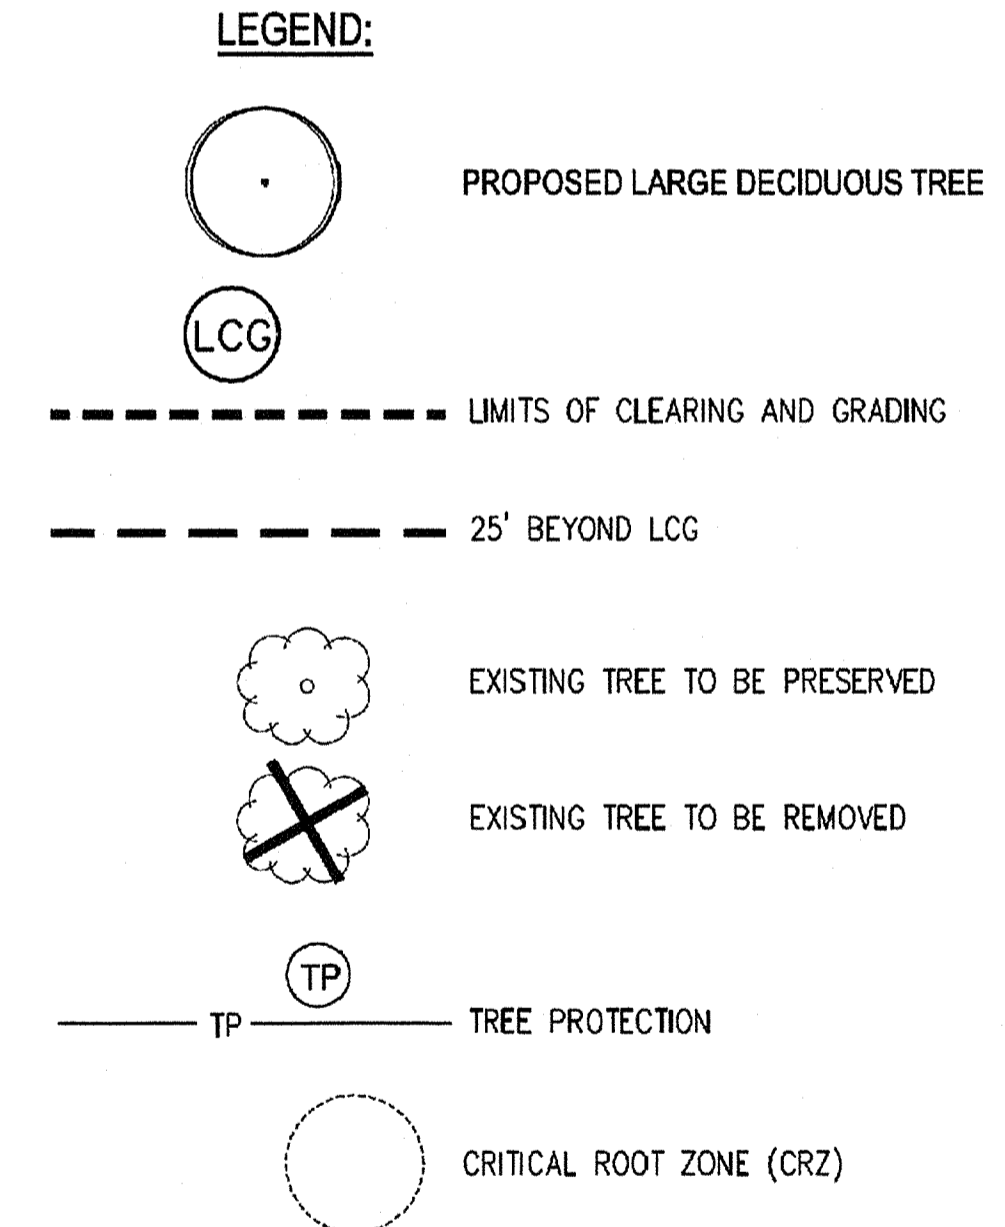 LEGEND:
PROPOSED LARGE DECIDUOUS TREE
LCG
LIMITS OF CLEARING AND GRADING
25' BEYOND LCG
EXISTING TREE TO BE PRESERVED
EXISTING TREE TO BE REMOVED
TP
TP TREE PROTECTION
CRITICAL ROOT ZONE (CRZ)